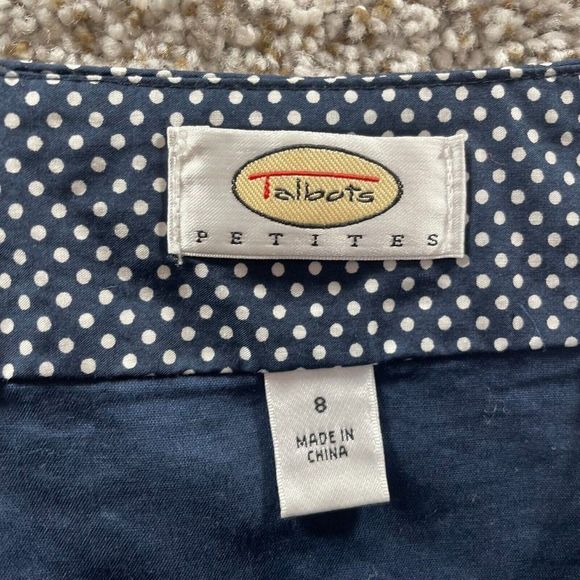 Talbots
PETITES
8
MADE IN
CHINA